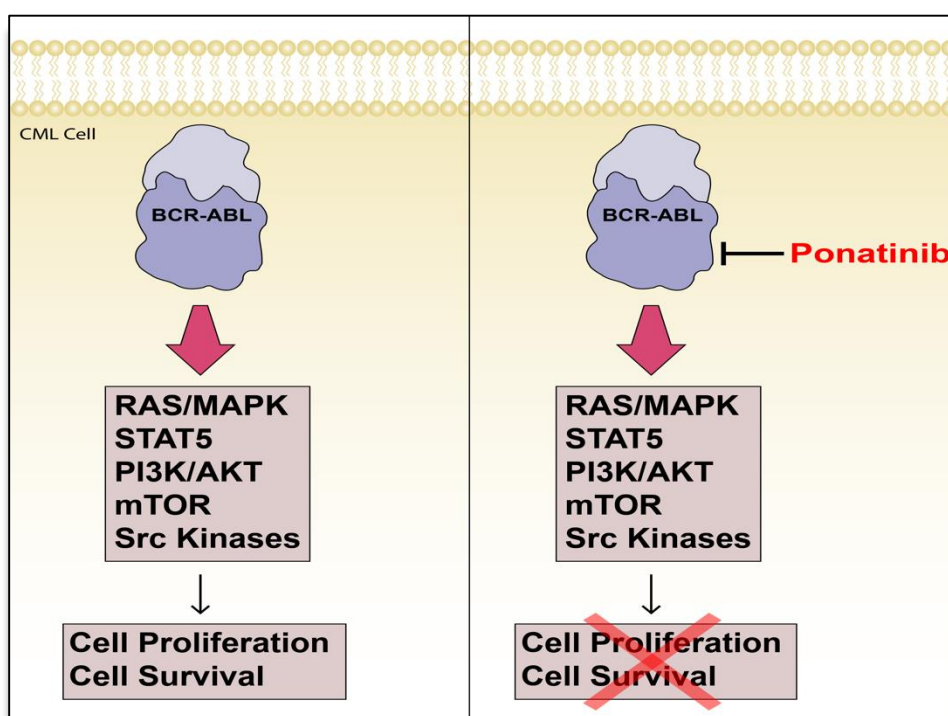 CML Cell
BCR-ABL
RAS/MAPK
STAT5
PI3K/AKT
mTOR
Src Kinases
Cell Proliferation
Cell Survival
BCR-ABL
Ponatinib
RAS/MAPK
STAT5
PI3K/AKT
mTOR
Src Kinases
Cell Proliferation
Cell Survival